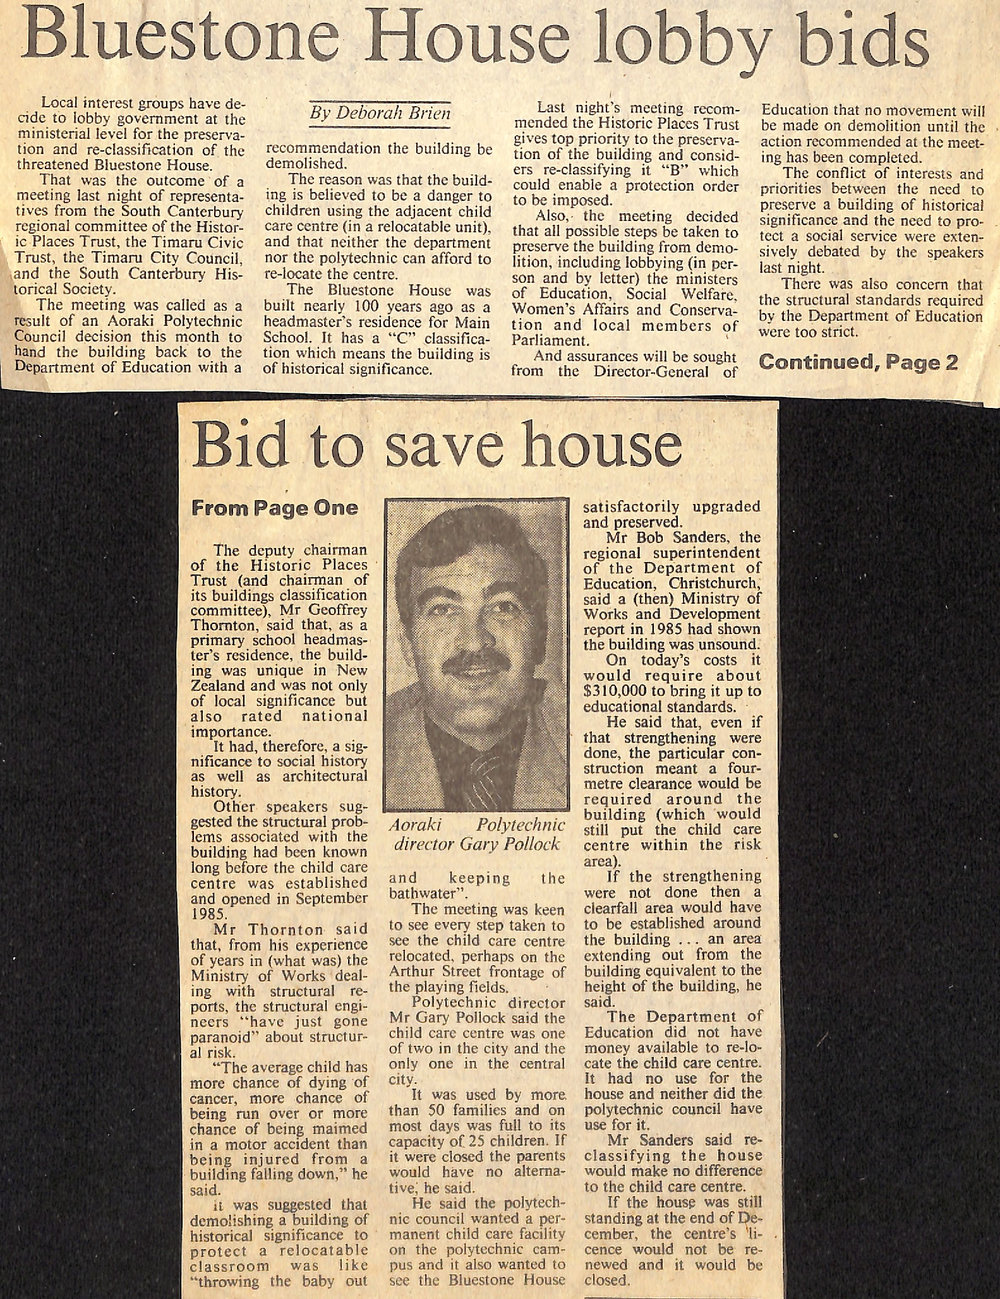 Bluestone House lobby bids
Local interest groups have de-
cide to lobby government at the
ministerial level for the preserva-
tion and re-classification of the
threatened Bluestone House.
That was the outcome of a
meeting last night of representa-
tives from the South Canterbury
regional committee of the Histor-
ic Places Trust, the Timaru Civic
Trust, the Timaru City Council,
and the South Canterbury His-
torical Society.
The meeting was called as a
result of an Aoraki Polytechnic
Council decision this month to
hand the building back to the
Department of Education with a
By Deborah Brien
recommendation the building be
demolished.
The reason was that the build-
ing is believed to be a danger to
children using the adjacent child
care centre (in a relocatable unit),
and that neither the department
nor the polytechnic can afford to
re-locate the centre.
The Bluestone House was
built nearly 100 years ago as a
headmaster's residence for Main
School. It has a "C" classifica-
tion which means the building is
of historical significance.
Last night's meeting recom-
mended the Historic Places Trust
gives top priority to the preserva-
tion of the building and consid-
ers re-classifying it "B" which
could enable a protection order
to be imposed.
Also, the meeting decided
that all possible steps be taken to
preserve the building from demo-
lition, including lobbying (in per-
son and by letter) the ministers
of Education, Social Welfare,
Women's Affairs and Conserva-
tion and local members of
Parliament.
And assurances will be sought
from the Director-General of
Education that no movement will
be made on demolition until the
action recommended at the meet-
ing has been completed.
The conflict of interests and
priorities between the need to
preserve a building of historical
significance and the need to pro-
tect a social service were exten-
sively debated by the speakers
last night.
There was also concern that
the structural standards required
by the Department of Education
were too strict.
Continued, Page 2
Bid to save house
From Page One
The deputy chairman
of the Historic Places
Trust (and chairman of
its buildings classification
committee), Mr Geoffrey
Thornton, said that, as a
primary school headmas-
ter's residence, the build-
ing was unique in New
Zealand and was not only
of local significance but
also rated national
importance.
It had, therefore, a sig-
nificance to social history
as well as architectural
history.
Other speakers sug-
gested the structural prob-
lems associated with the
building had been known
long before the child care
centre was established
and opened in September
1985.
Mr Thornton said
that, from his experience
of years in (what was) the
Ministry of Works deal-
ing with structural re-
ports, the structural engi-
neers "have just gone
paranoid" about structur-
al risk.
"The average child has
more chance of dying of
cancer, more chance of
being run over or more
chance of being maimed
in a motor accident than
being injured from a
building falling down," he
said.
It was suggested that
demolishing a building of
historical significance to
protect a relocatable
classroom was like
"throwing the baby out
Aoraki Polytechnic
director Gary Pollock
and keeping the
bathwater".
The meeting was keen
to see every step taken to
see the child care centre
relocated, perhaps on the
Arthur Street frontage of
the playing fields.
Polytechnic director
Mr Gary Pollock said the
child care centre was one
of two in the city and the
only one in the central
city.
It was used by more
than 50 families and on
most days was full to its
capacity of 25 children. If
it were closed the parents
would have no alterna-
tive, he said.
He said the polytech-
nic council wanted a per-
manent child care facility
on the polytechnic cam-
pus and it also wanted to
see the Bluestone House
satisfactorily upgraded
and preserved.
Mr Bob Sanders, the
regional superintendent
of the Department of
Education, Christchurch,
said a (then) Ministry of
Works and Development
report in 1985 had shown
the building was unsound.
On today's costs it
would require about
$310,000 to bring it up to
educational standards.
He said that, even if
that strengthening were
done, the particular con-
struction meant a four-
metre clearance would be
required around the
building (which would
still put the child care
centre within the risk
area).
If the strengthening
were not done then a
clearfall area would have
to be established around
the building ... an area
extending out from the
building equivalent to the
height of the building, he
said.
The Department of
Education did not have
money available to re-lo-
cate the child care centre.
It had no use for the
house and neither did the
polytechnic council have
use for it.
Mr Sanders said re-
classifying the house
would make no difference
to the child care centre.
If the house was still
standing at the end of De-
cember, the centre's li-
cence would not be re-
newed and it would be
closed.